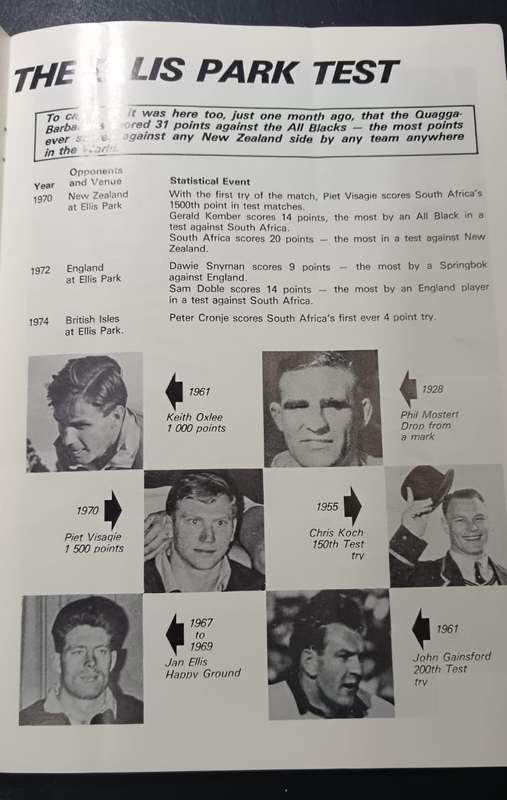 THE LIS PARK TEST
To it was here too, just one month ago, that the Quagga-
Barba ored 31 points against the All Blacks — the most points
ever against any New Zealand side by any team anywhere
in the
Year
Opponents
and Venue
Statistical Event
1970
New Zealand
at Ellis Park
With the first try of the match, Piet Visagie scores South Africa's
1500th point in test matches.
Gerald Kember scores 14 points, the most by an All Black in a
test against South Africa.
South Africa scores 20 points — the most in a test against New
Zealand.
1972
England
at Ellis Park
Dawie Snyman scores 9 points — the most by a Springbok
against England.
Sam Doble scores 14 points — the most by an England player
in a test against South Africa.
1974
British Isles
at Ellis Park.
Peter Cronje scores South Africa's first ever 4 point try.
1961
Keith Oxlee
1 000 points
1928
Phil Mostert
Drop from
a mark
1970
Piet Visagie
1 500 points
1955
Chris Koch
150th Test
try
1967
to
1969
Jan Ellis
Happy Ground
1961
John Gainsford
200th Test
try